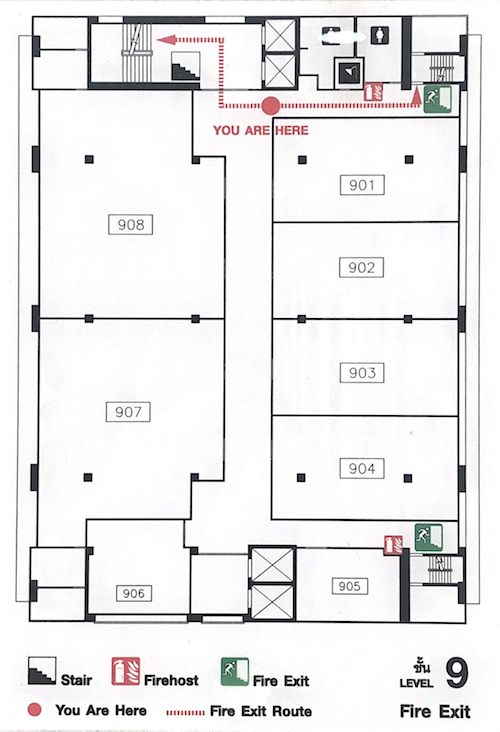 YOU ARE HERE
901
908
902
903
907
904
906
905
Stair
Firehost
Fire Exit
ชั้น
LEVEL 9
You Are Here
Fire Exit Route
Fire Exit